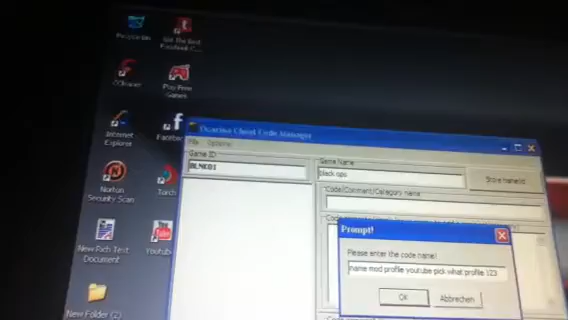 Recycle Bin
Get The Best
Facebook C...
CCleaner
Play Free
Games
Internet
Explorer
Facebo
Norton
Security Scan
Torch
New Rich Text
Document
Youtub
New Folder (2)
Ocarina Cheat Code Manager
File Options
Game ID
Game Name
black ops
Store name/id
Code/Comment/Category name
Prompt!
Please enter the code name!
name mod profile youtube pick what profile 123
OK
Abbrechen